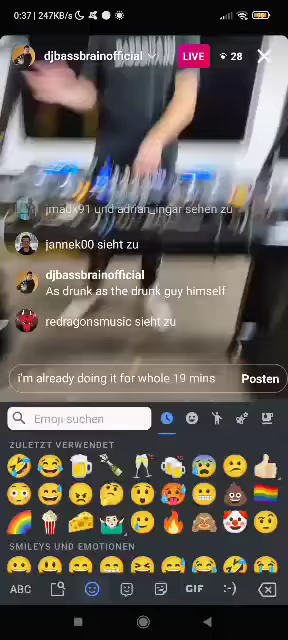 0:37 | 247KB/s
djbassbrainofficial
LIVE
28
jmadx91 und adrian_ingar sehen zu
jannek00 sieht zu
djbassbrainofficial
As drunk as the drunk guy himself
redragonsmusic sieht zu
i'm already doing it for whole 19 mins
Posten
Emoji suchen
ZULETZT VERWENDET
SMILEYS UND EMOTIONEN
ABC
GIF
:-)